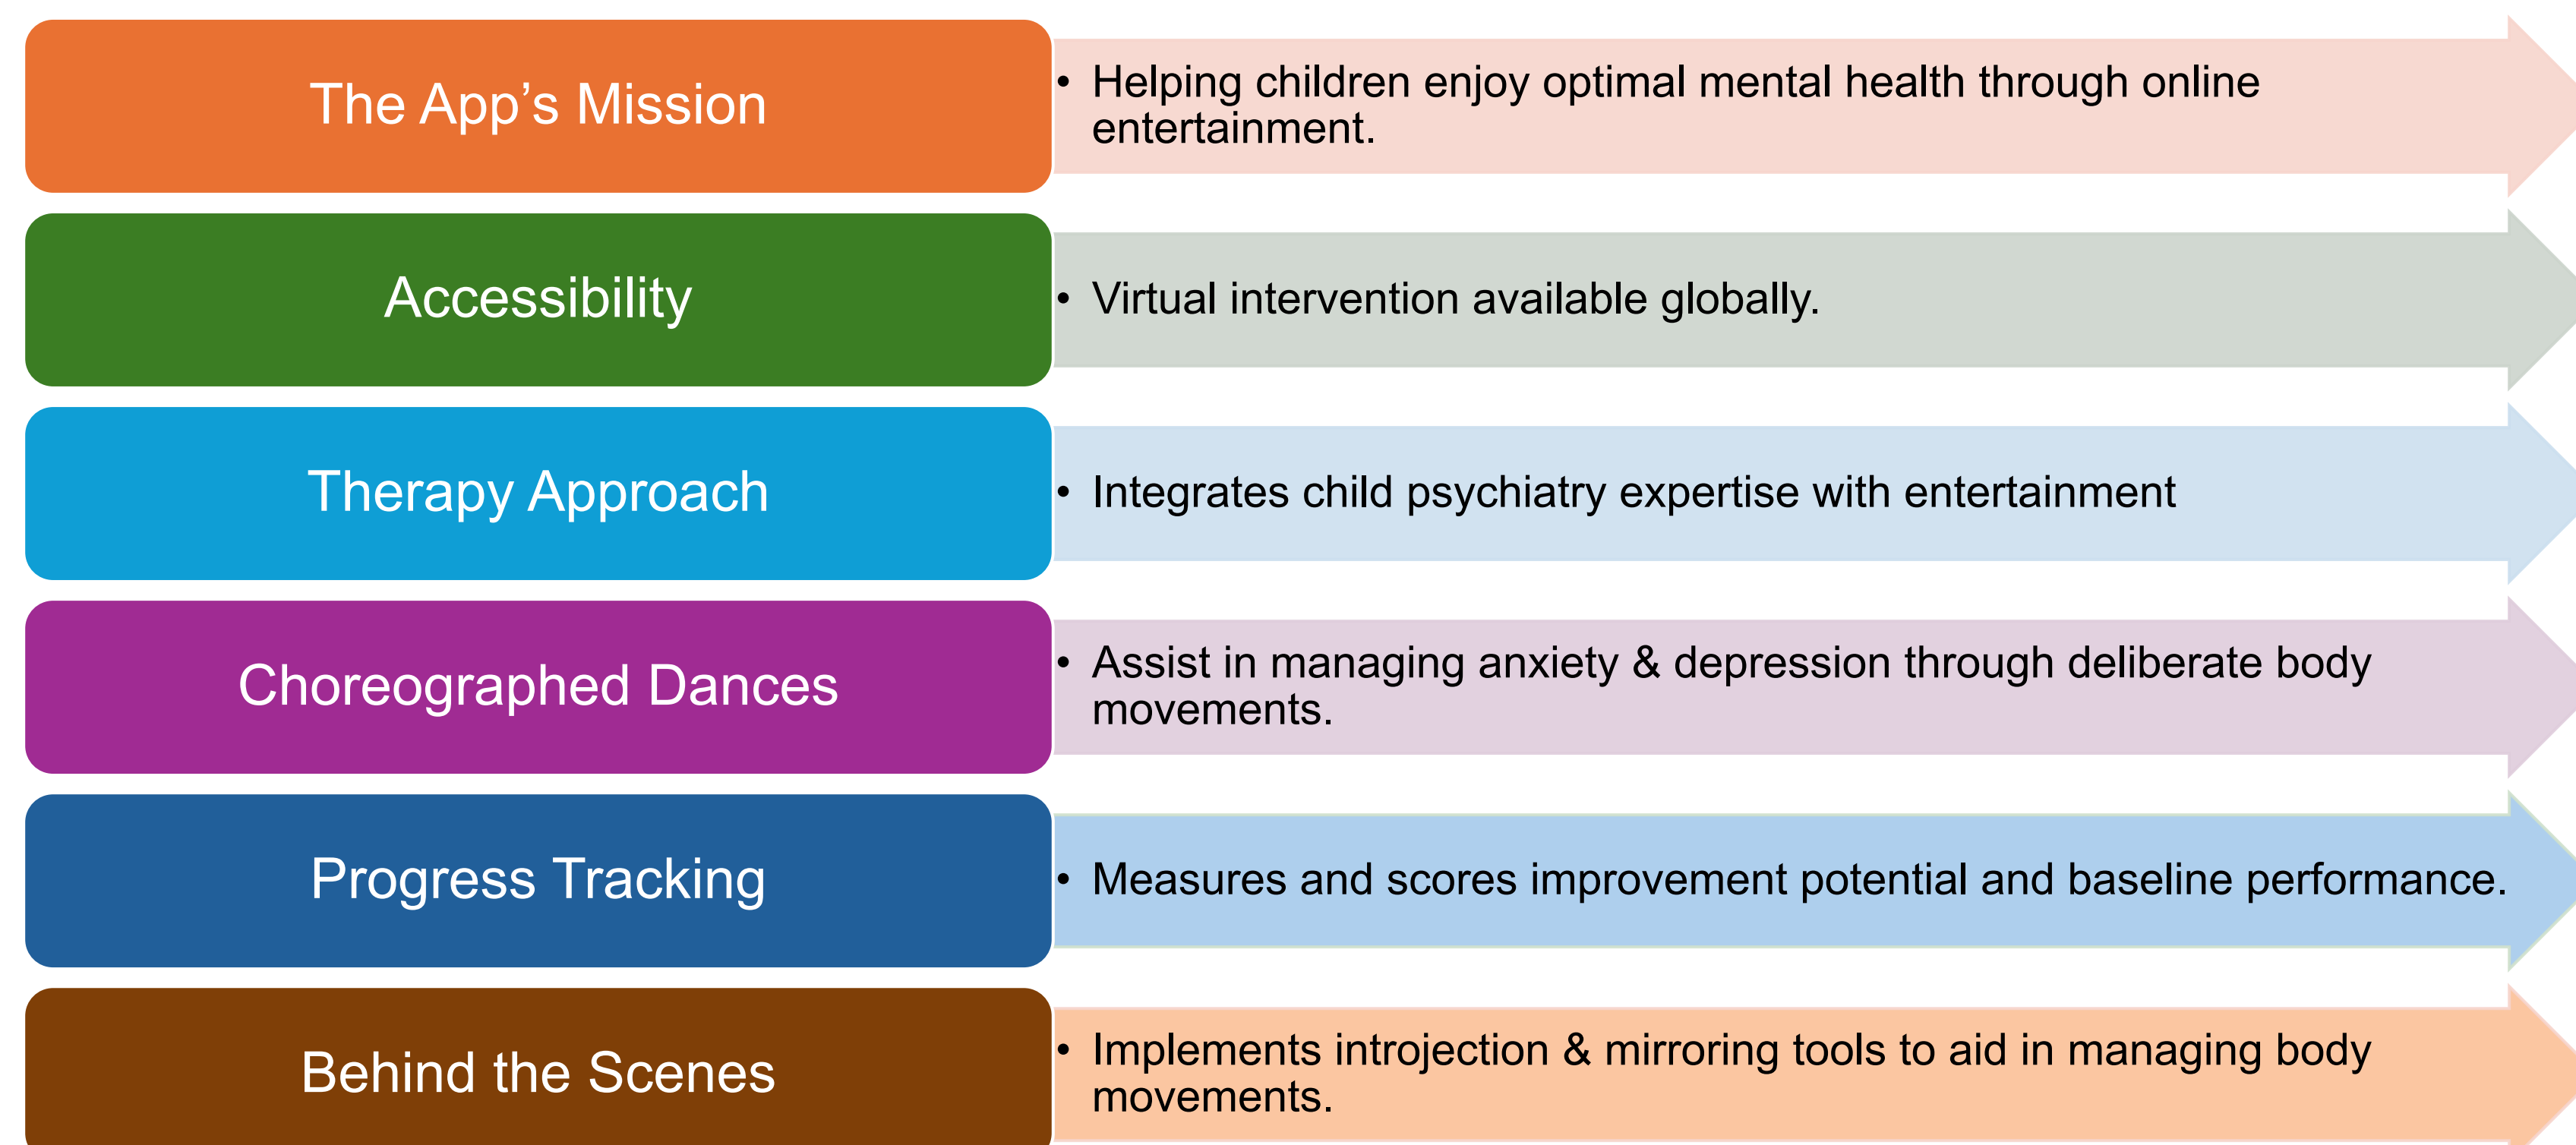 The App’s Mission
• Helping children enjoy optimal mental health through online
entertainment.
Accessibility
• Virtual intervention available globally.
Therapy Approach
• Integrates child psychiatry expertise with entertainment
Choreographed Dances
• Assist in managing anxiety & depression through deliberate body
movements.
Progress Tracking
• Measures and scores improvement potential and baseline performance.
Behind the Scenes
• Implements introjection & mirroring tools to aid in managing body
movements.